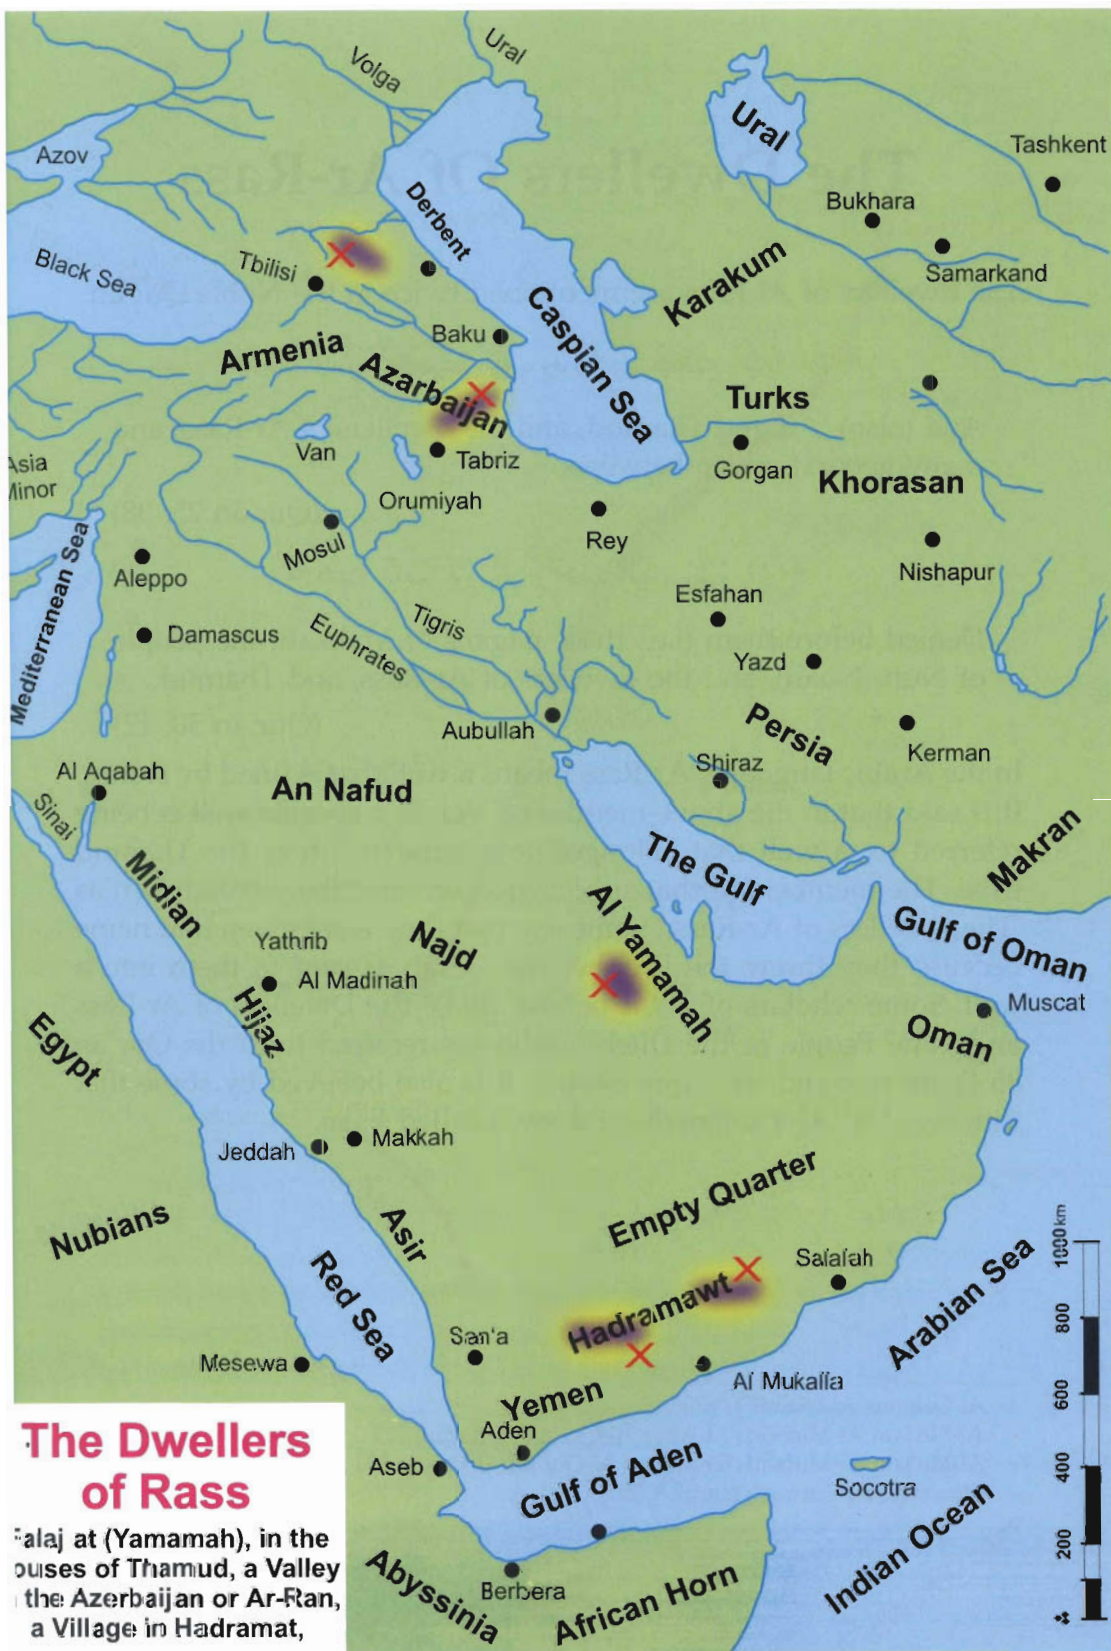 Volga
Ural
Azov
Ural
Tashkent
Derbent
Bukhara
Black Sea
Tbilisi
Samarkand
Karakum
Caspian Sea
Armenia
Baku
Azarbaijan
Turks
Van
Tabriz
Gorgan
Asia
Minor
Khorasan
Orumiyah
Rey
Mosul
Nishapur
Mediterranean Sea
Aleppo
Esfahan
Tigris
Damascus
Euphrates
Yazd
Aubullah
Persia
Kerman
Shiraz
Al Aqabah
An Nafud
Sinai
Makran
The Gulf
Midian
Al Yamamah
Gulf of Oman
Yathrib
Najd
Al Madinah
Hijaz
Muscat
Egypt
Oman
Makkah
Jeddah
Empty Quarter
Nubians
Asir
Salalah
Red Sea
Arabian Sea
Hadramawt
San'a
Mesewa
Al Mukalla
Yemen
Aden
Aseb
Gulf of Aden
Socotra
Indian Ocean
Abyssinia
Berbera
African Horn
1000km
800
600
400
200
The Dwellers
of Rass
alaj at (Yamamah), in the
ouses of Thamud, a Valley
the Azerbaijan or Ar-Ran,
a Village in Hadramat,